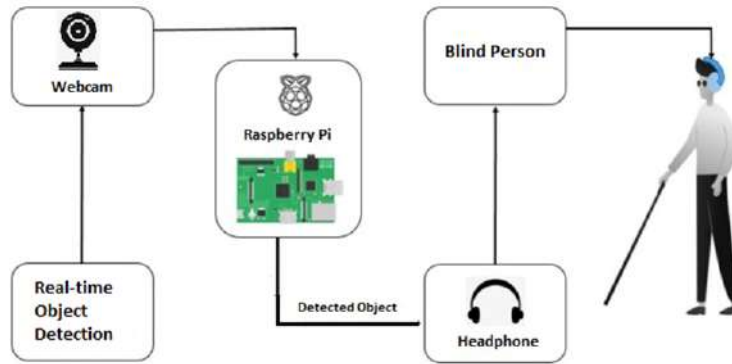 Webcam
Raspberry Pi
Blind Person
Real-time
Object
Detection
Detected Object
Headphone